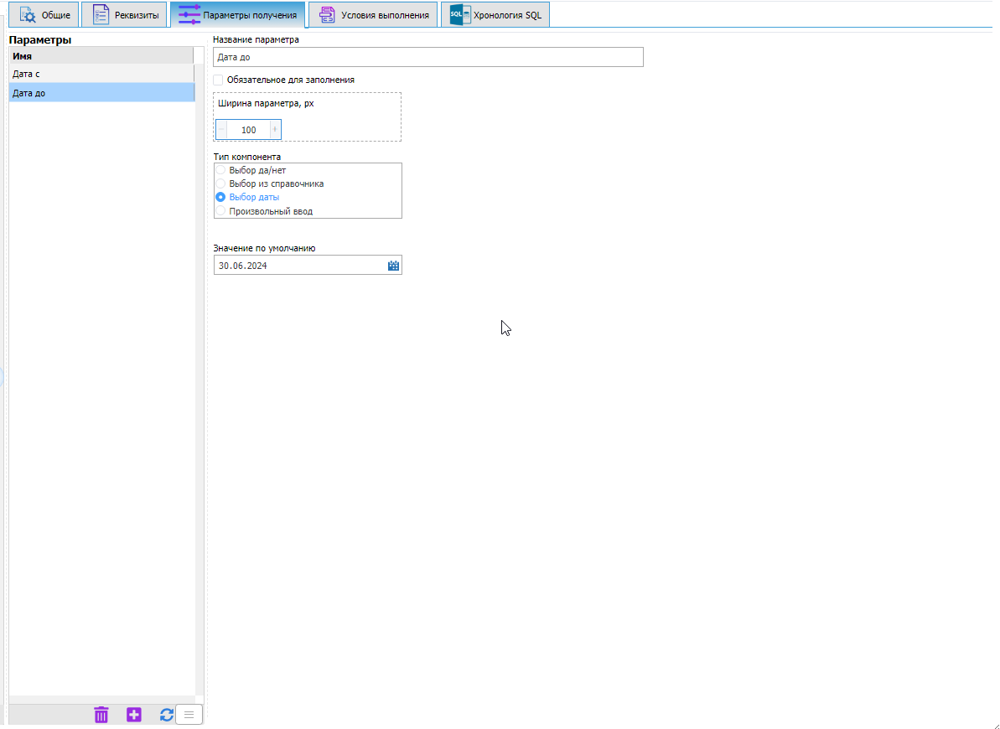 Общие
Реквизиты
Параметры получения
Условия выполнения
SQL
Хронология SQL
Параметры
Имя
Дата с
Дата до
Название параметра
Дата до
Обязательное для заполнения
Ширина параметра, px
- 100 +
Тип компонента
Выбор да/нет
Выбор из справочника
Выбор даты
Произвольный ввод
Значение по умолчанию
30.06.2024